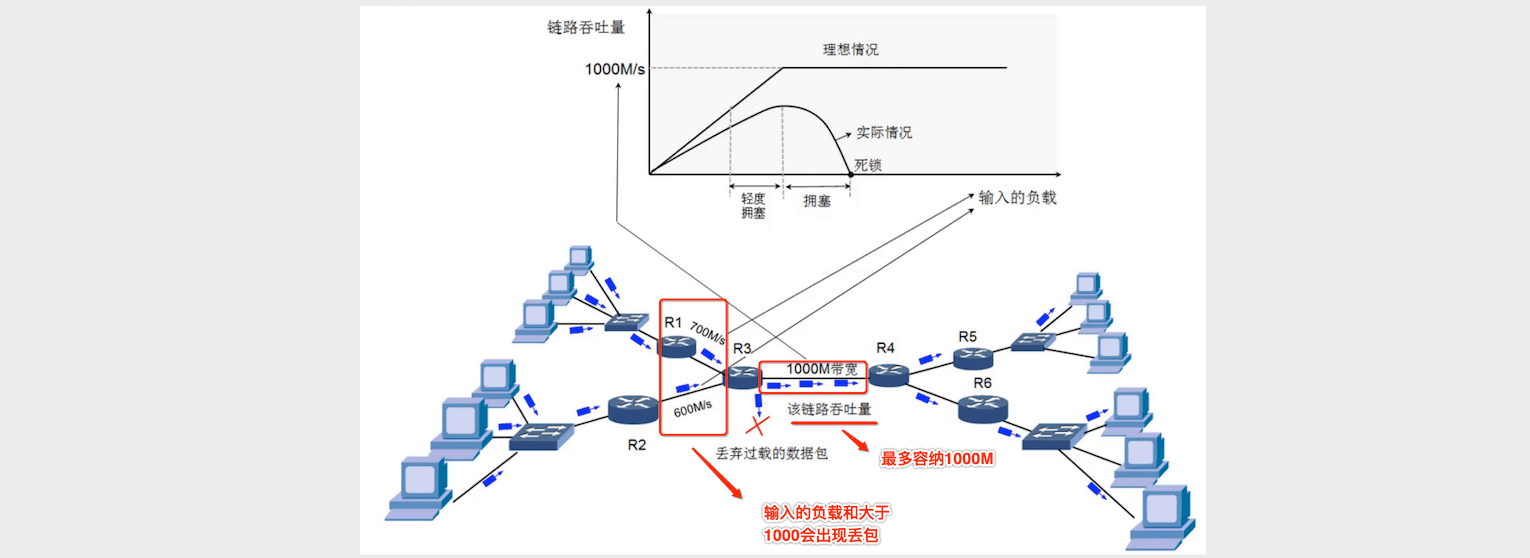 链路吞吐量
理想情况
1000M/s
实际情况
死锁
轻度
拥塞
拥塞
输入的负载
R1
700M/s
R3
1000M带宽
R4
R5
R6
600M/s
R2
该链路吞吐量
丢弃过载的数据包
最多容纳1000M
输入的负载和大于
1000会出现丢包